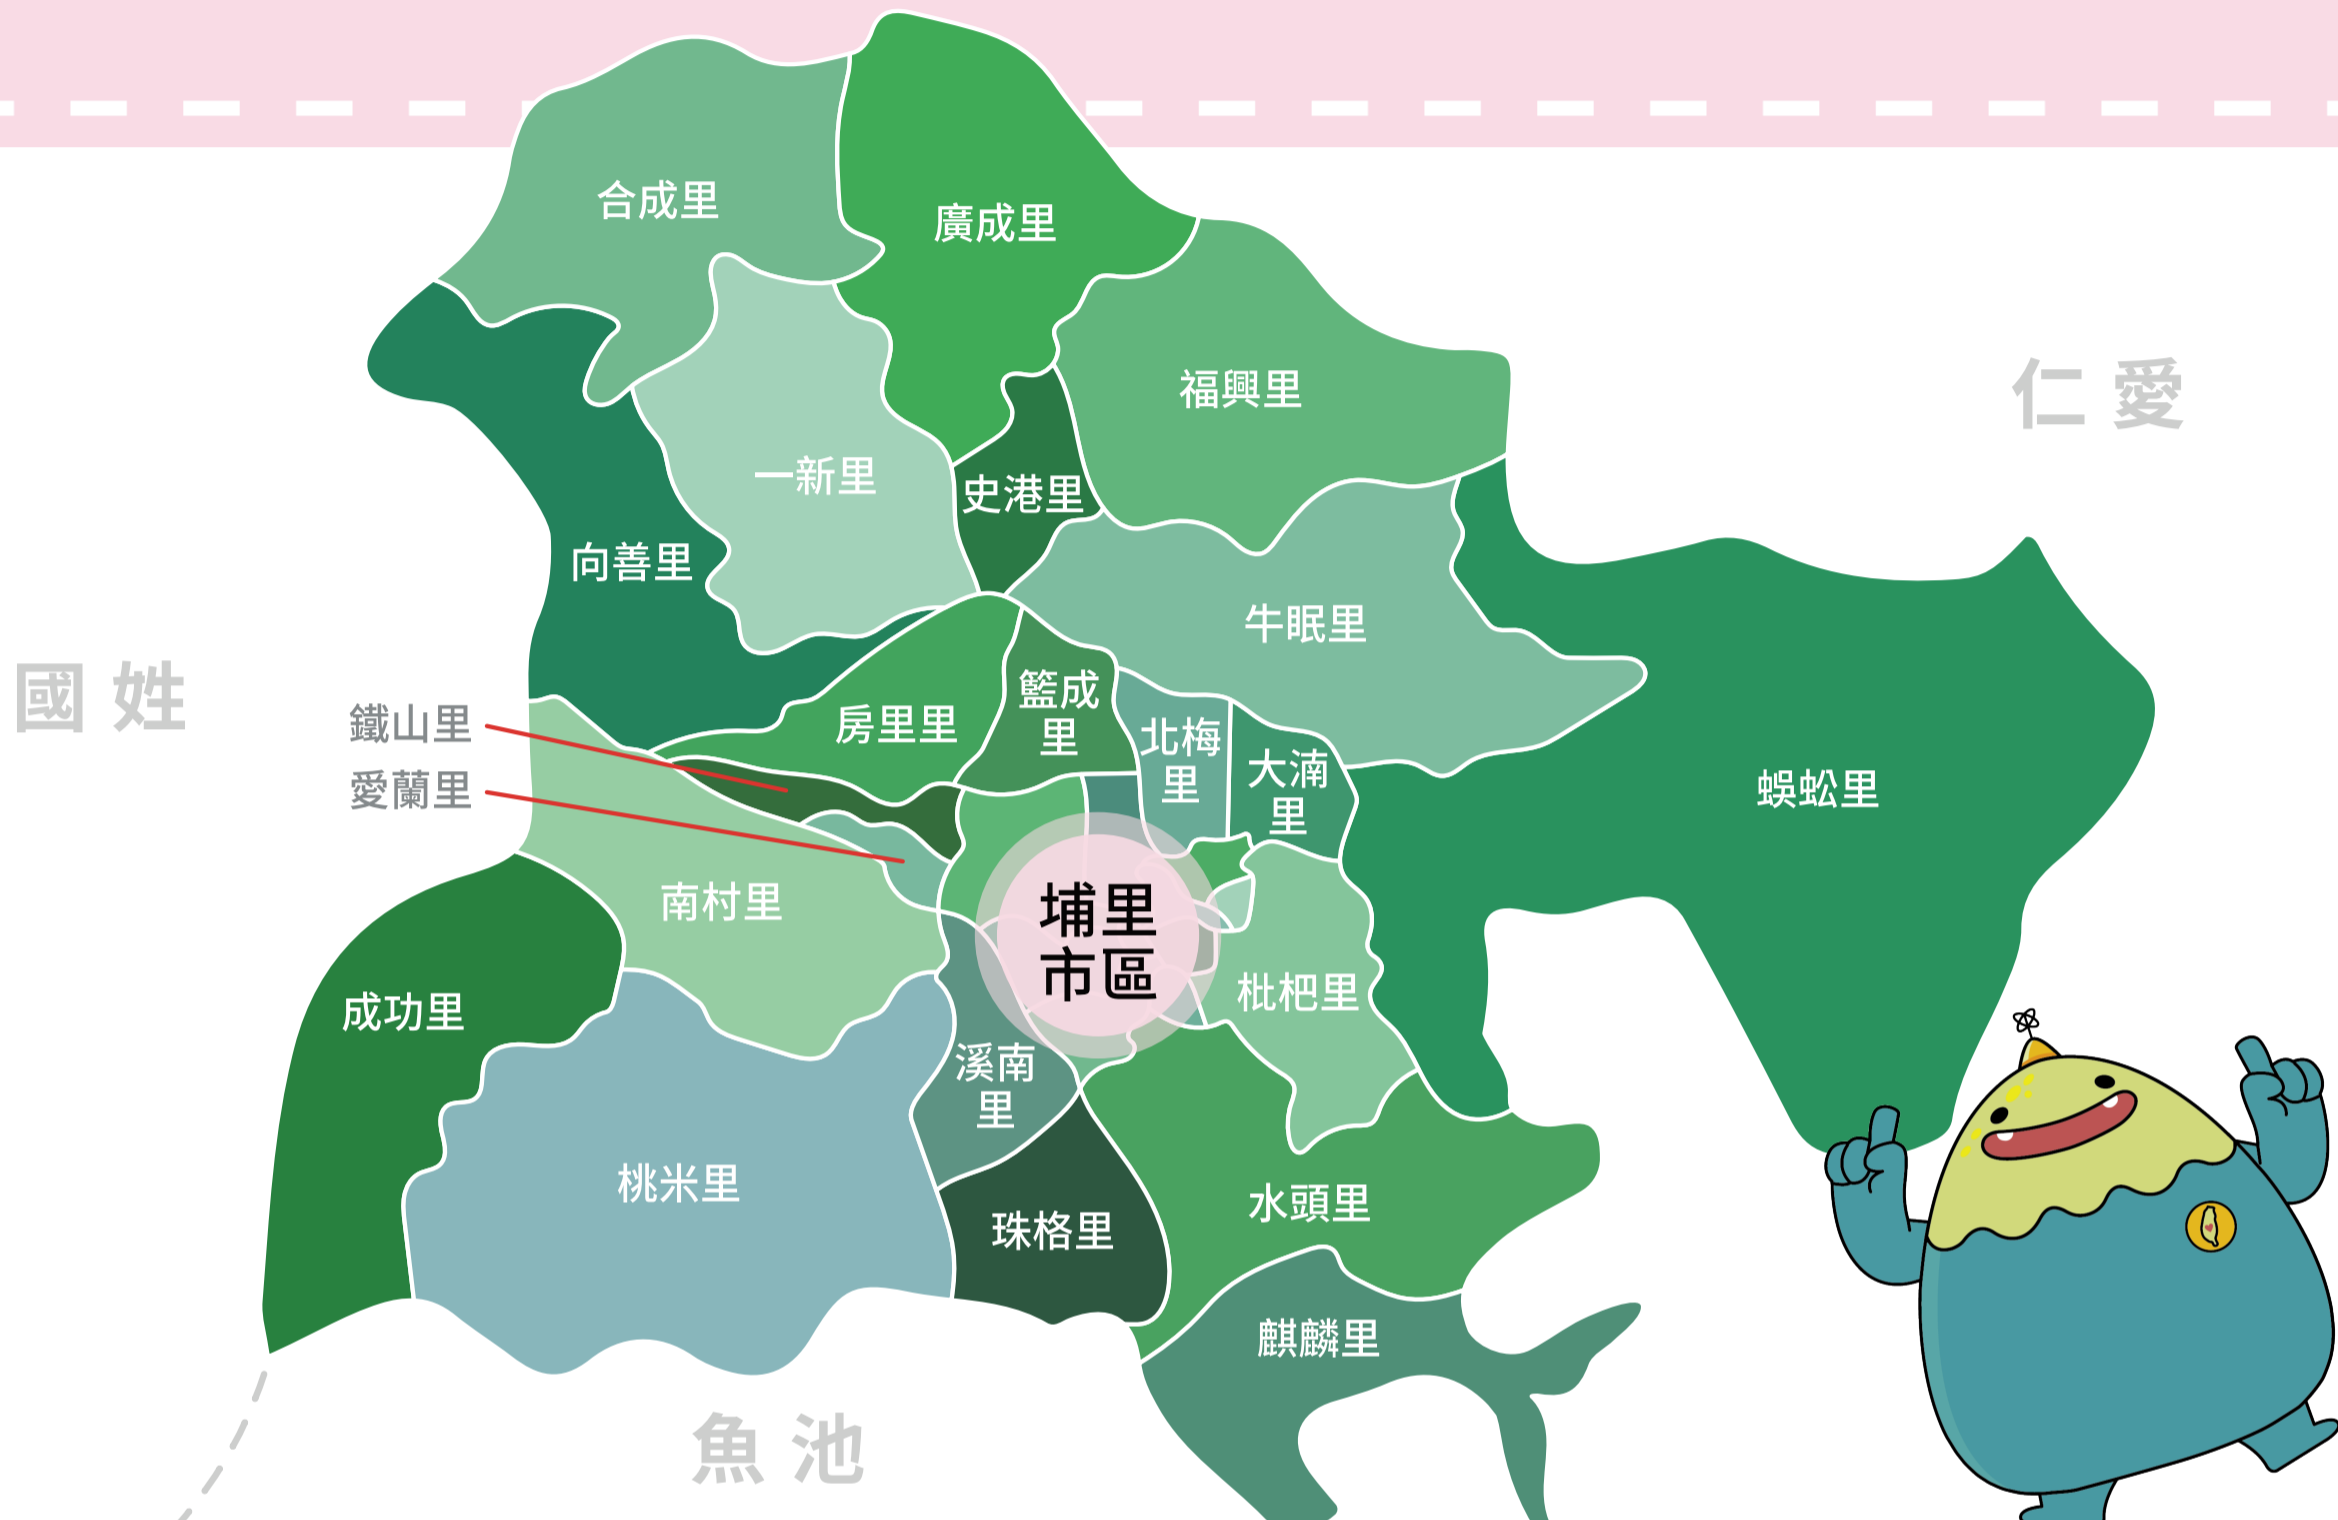 合成里
廣成里
福興里
仁愛
一新里
史港里
向善里
牛眠里
國姓
鐵山里
愛蘭里
房里里
籃成
里
北梅
里
大湳
里
蜈蚣里
埔里
市區
南村里
枇杷里
成功里
溪南
里
桃米里
珠格里
水頭里
麒麟里
魚池